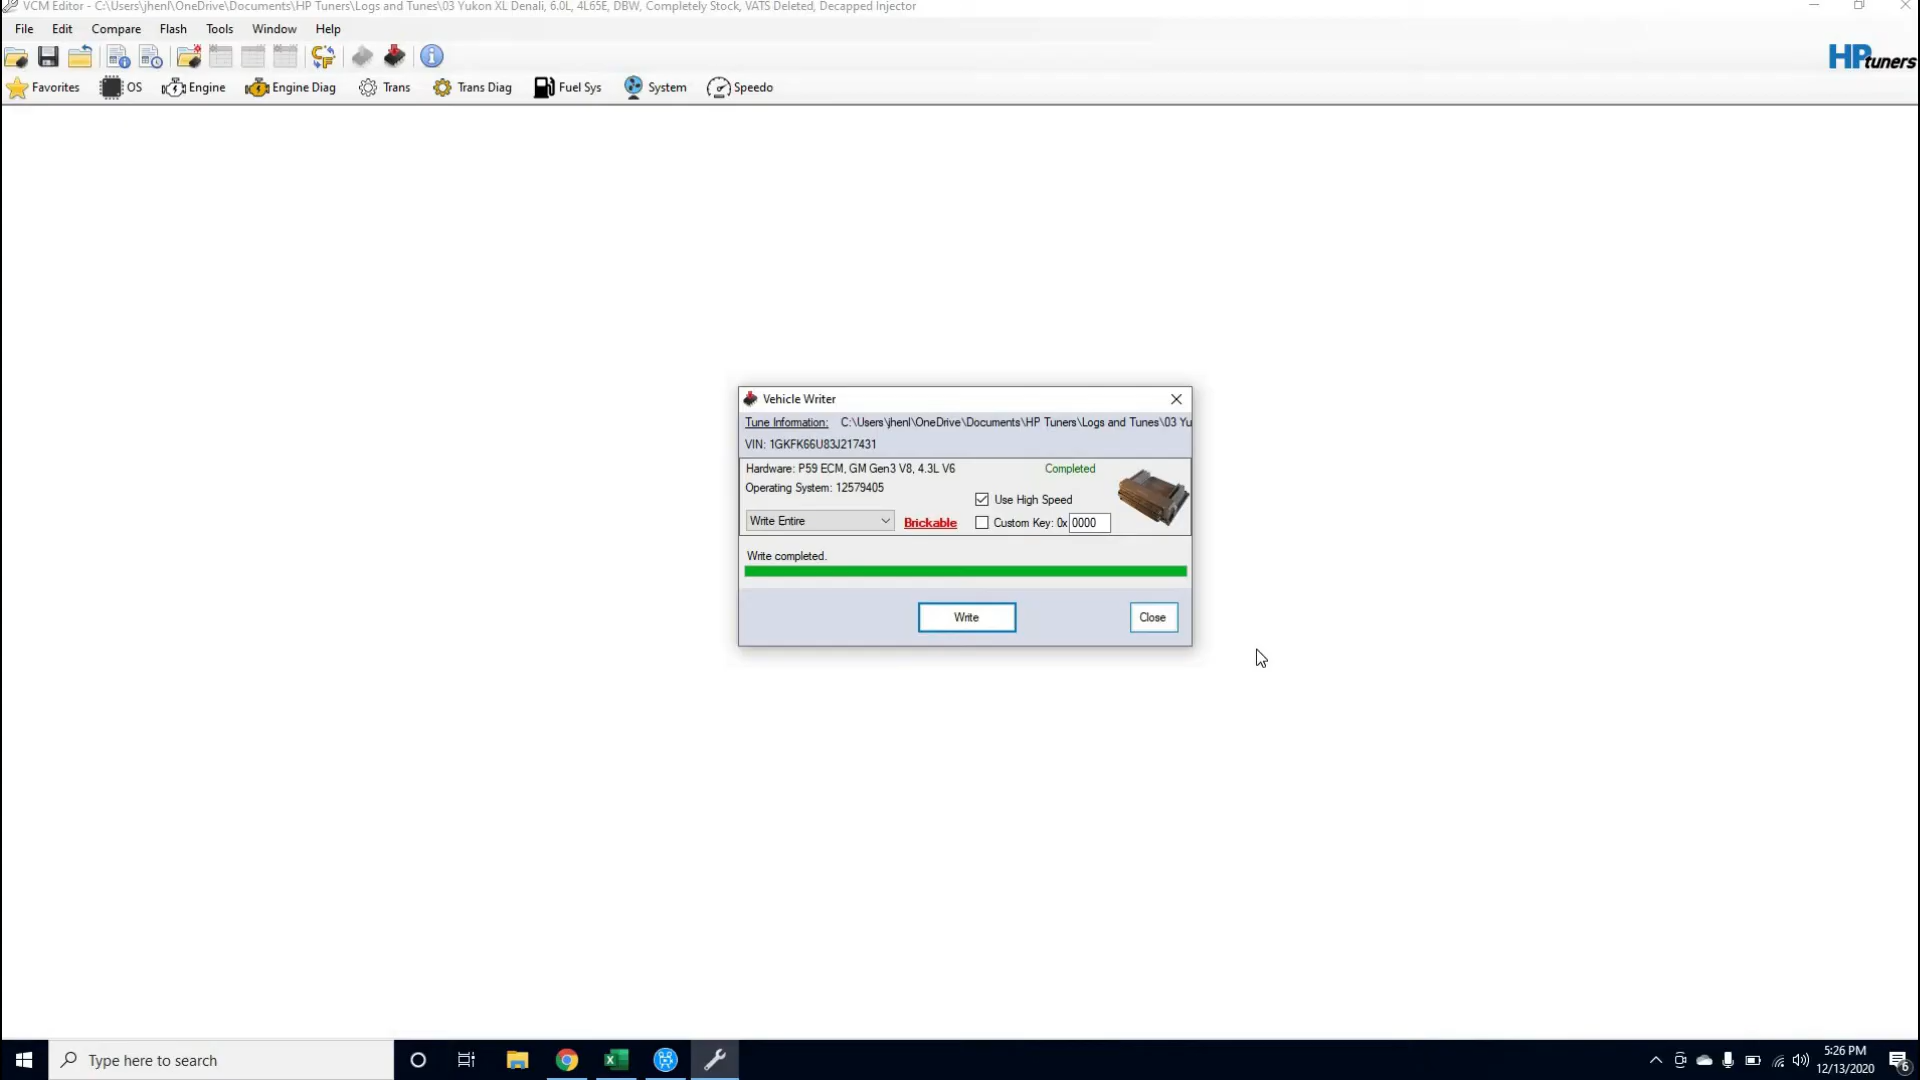 VCM Editor - C:\Users\jhenl\OneDrive\Documents\HP Tuners\Logs and Tunes\03 Yukon XL Denali, 6.0L, 4L65E, DBW, Completely Stock, VATS Deleted, Decapped Injector
File Edit Compare Flash Tools Window Help
HPtuners
Favorites OS Engine Engine Diag Trans Trans Diag Fuel Sys System Speedo
Vehicle Writer
Tune Information: C:\Users\jhenl\OneDrive\Documents\HP Tuners\Logs and Tunes\03 Yu
VIN: 1GKFK66U83J217431
Hardware: P59 ECM, GM Gen3 V8, 4.3L V6 Completed
Operating System: 12579405
Use High Speed
Write Entire Brickable Custom Key: 0x 0000
Write completed.
Write Close
Type here to search
5:26 PM
12/13/2020
6